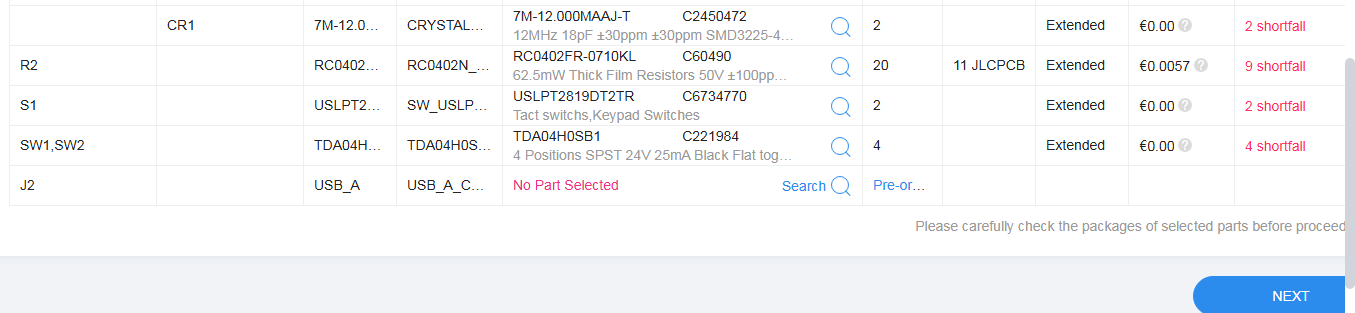 CR1 7M-12.0... CRYSTAL... 7M-12.000MAAJ-T C2450472 2 Extended €0.00 ? 2 shortfall
12MHz 18pF ±30ppm ±30ppm SMD3225-4...
R2 RC0402... RC0402N_... RC0402FR-0710KL C60490 20 11 JLCPCB Extended €0.0057 ? 9 shortfall
62.5mW Thick Film Resistors 50V ±100pp...
S1 USLPT2... SW_USLP... USLPT2819DT2TR C6734770 2 Extended €0.00 ? 2 shortfall
Tact switchs,Keypad Switches
SW1,SW2 TDA04H... TDA04H0S... TDA04H0SB1 C221984 4 Extended €0.00 ? 4 shortfall
4 Positions SPST 24V 25mA Black Flat tog...
J2 USB_A USB_A_C... No Part Selected Search Pre-or...
Please carefully check the packages of selected parts before proceed
NEXT